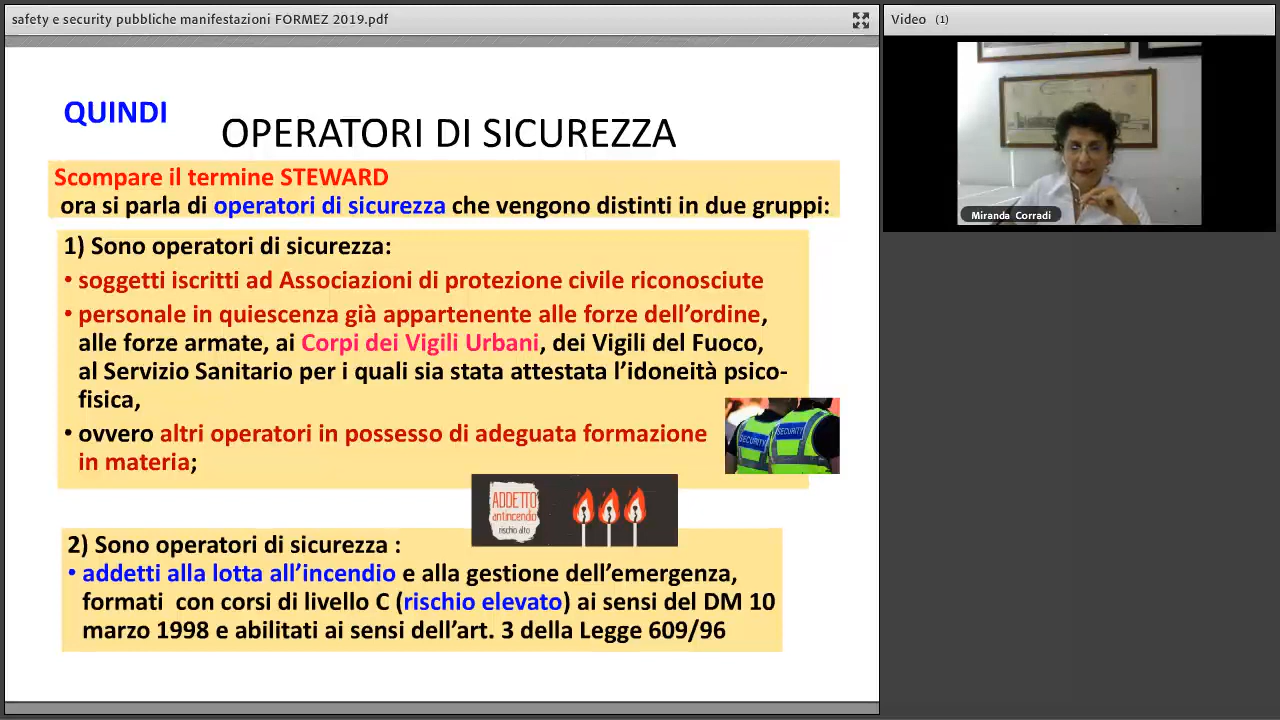 safety e security pubbliche manifestazioni FORMEZ 2019.pdf
Video (1)
QUINDI
OPERATORI DI SICUREZZA
Scompare il termine STEWARD
ora si parla di operatori di sicurezza che vengono distinti in due gruppi:
1) Sono operatori di sicurezza:
• soggetti iscritti ad Associazioni di protezione civile riconosciute
• personale in quiescenza già appartenente alle forze dell’ordine,
alle forze armate, ai Corpi dei Vigili Urbani, dei Vigili del Fuoco,
al Servizio Sanitario per i quali sia stata attestata l’idoneità psico-
fisica,
• ovvero altri operatori in possesso di adeguata formazione
in materia;
SECURITY
SECURITY
ADDETTO
antincendio
rischio alto
2) Sono operatori di sicurezza :
• addetti alla lotta all’incendio e alla gestione dell’emergenza,
formati con corsi di livello C (rischio elevato) ai sensi del DM 10
marzo 1998 e abilitati ai sensi dell’art. 3 della Legge 609/96
Miranda Corradi